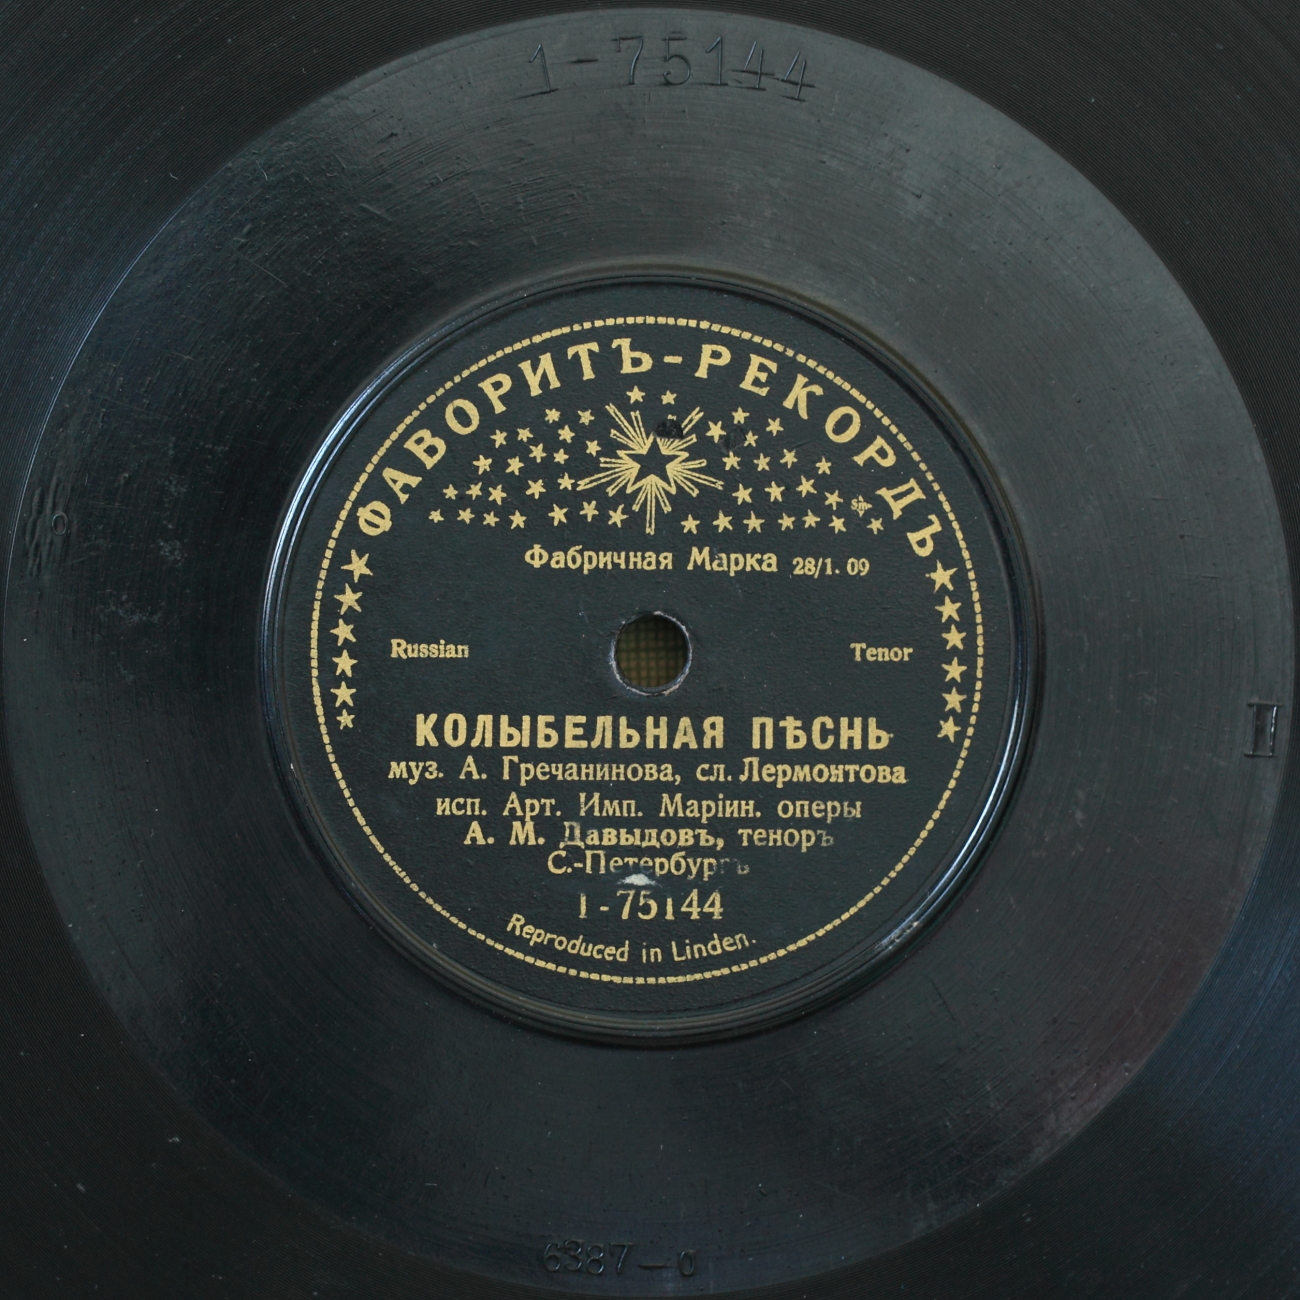 1-75144
ФАВОРИТЪ-РЕКОРДЪ
Фабричная Марка 28/1. 09
Russian
Tenor
КОЛЫБЕЛЬНАЯ ПѢСНЬ
муз. А. Гречанинова, сл. Лермонтова
исп. Арт. Имп. Маріин. оперы
А. М. Давыдовъ, теноръ
С.-Петербургъ
1-75144
Reproduced in Linden.
6387-o